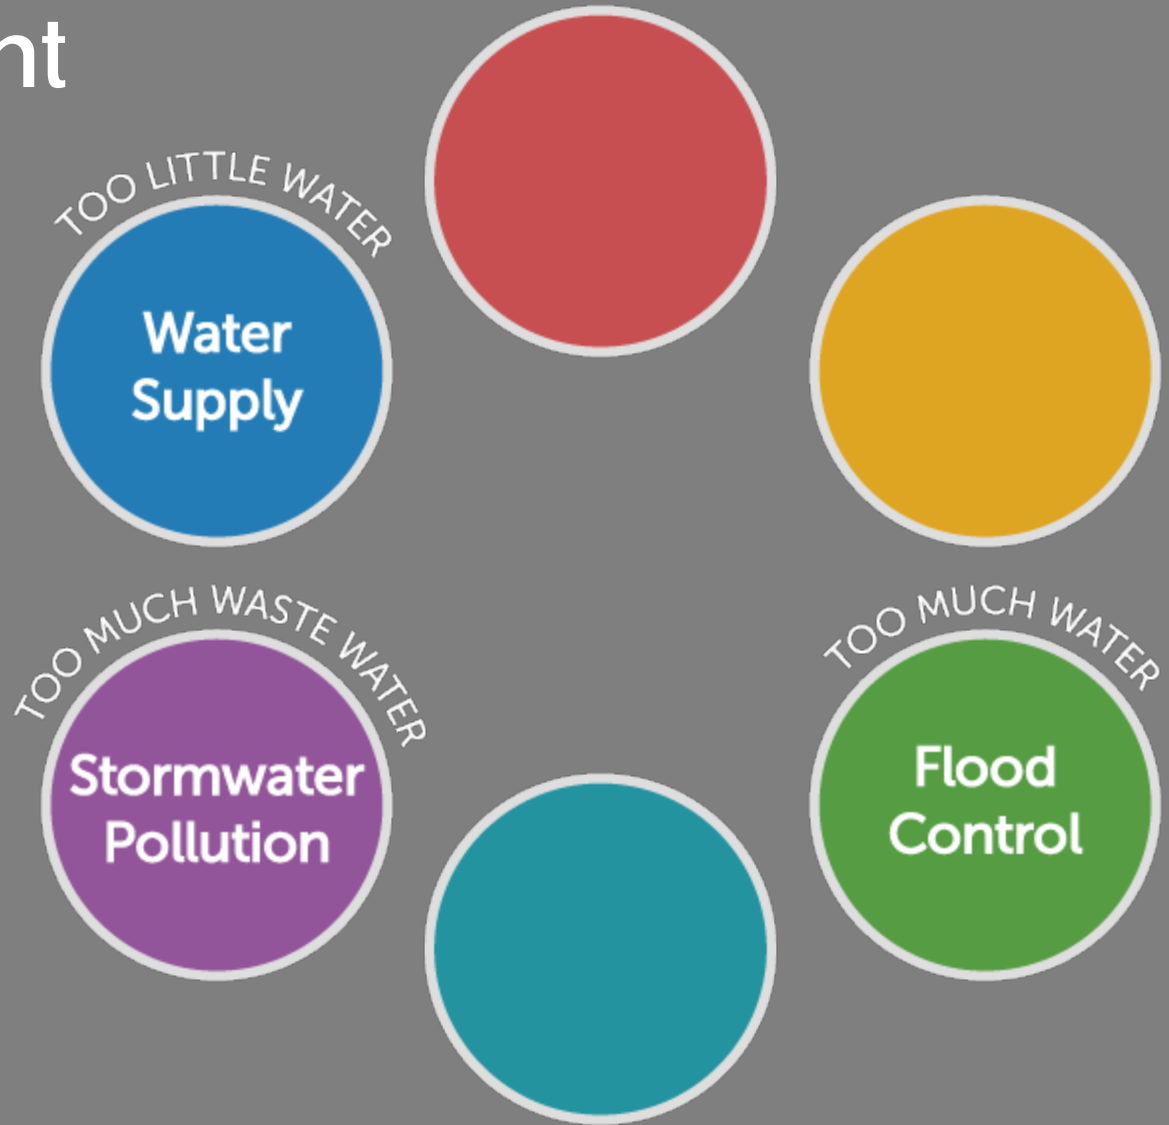 nt
TOO LITTLE WATER
Water
Supply
TOO MUCH WASTE WATER
Stormwater
Pollution
TOO MUCH WATER
Flood
Control